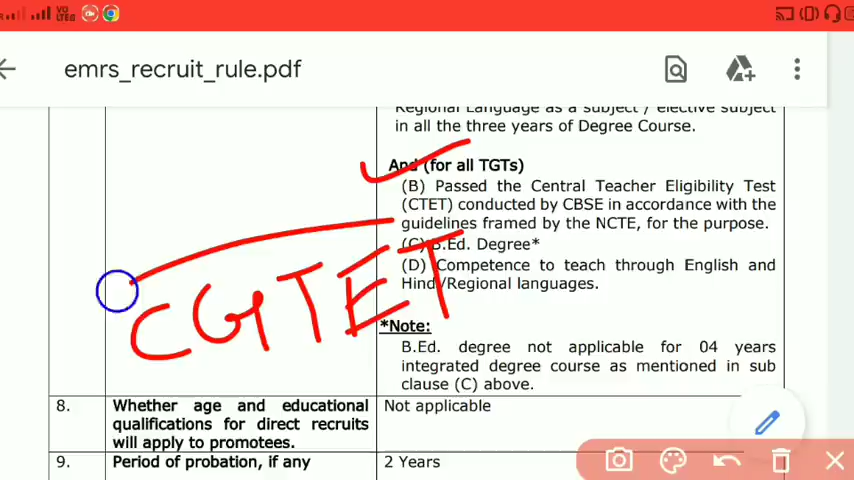 VO
LTE
emrs_recruit_rule.pdf
Regional Language as a subject / elective subject
in all the three years of Degree Course.
And (for all TGTs)
(B) Passed the Central Teacher Eligibility Test
(CTET) conducted by CBSE in accordance with the
guidelines framed by the NCTE, for the purpose.
(C) B.Ed. Degree*
(D) Competence to teach through English and
Hindi/Regional languages.
CGTET
*Note:
B.Ed. degree not applicable for 04 years
integrated degree course as mentioned in sub
clause (C) above.
8. Whether age and educational Not applicable
qualifications for direct recruits
will apply to promotees.
9. Period of probation, if any 2 Years